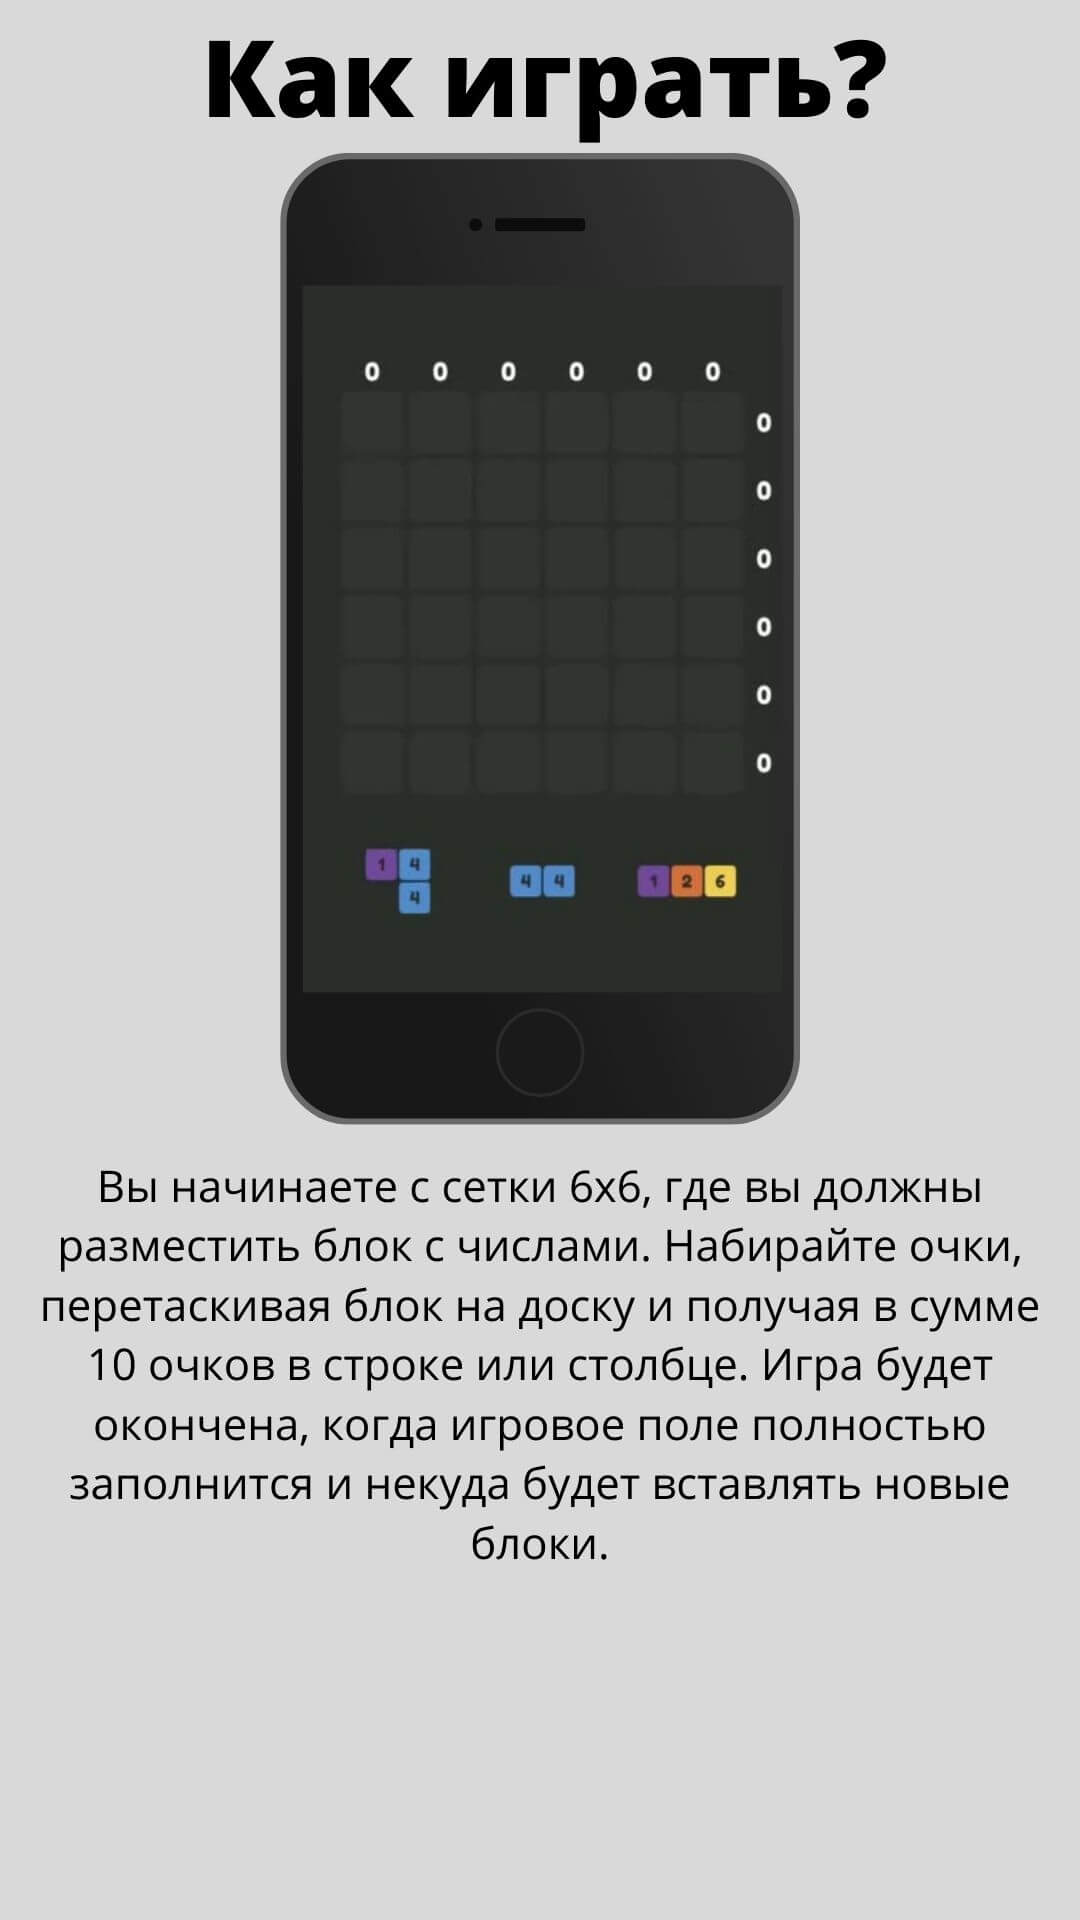 Как играть?
0 0 0 0 0 0
0
0
0
0
0
0
1 4
4
4 4
1 2 6
Вы начинаете с сетки 6х6, где вы должны
разместить блок с числами. Набирайте очки,
перетаскивая блок на доску и получая в сумме
10 очков в строке или столбце. Игра будет
окончена, когда игровое поле полностью
заполнится и некуда будет вставлять новые
блоки.